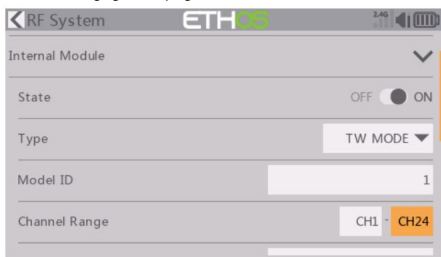 RF System ETHOS 2.4G
Internal Module
State OFF ON
Type TW MODE
Model ID 1
Channel Range CH1 - CH24